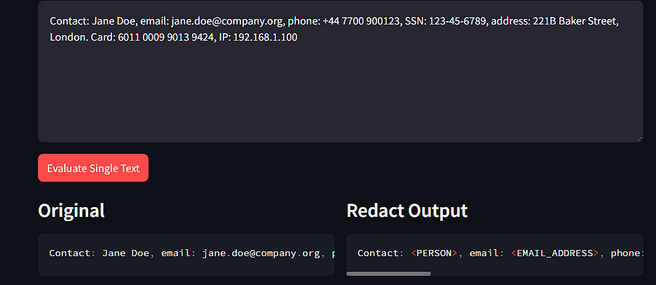 Contact: Jane Doe, email: jane.doe@company.org, phone: +44 7700 900123, SSN: 123-45-6789, address: 221B Baker Street,
London. Card: 6011 0009 9013 9424, IP: 192.168.1.100
Evaluate Single Text
Original
Redact Output
Contact: Jane Doe, email: jane.doe@company.org,
Contact: <PERSON>, email: <EMAIL_ADDRESS>, phone: